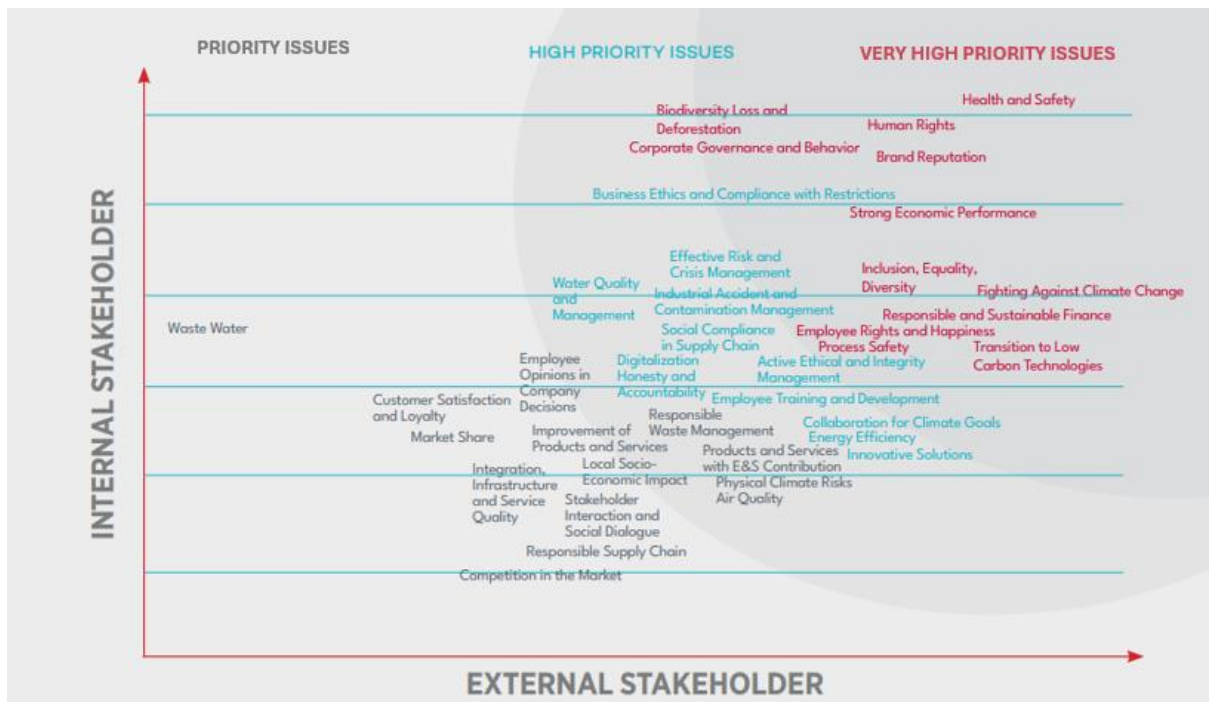 PRIORITY ISSUES
HIGH PRIORITY ISSUES
VERY HIGH PRIORITY ISSUES
INTERNAL STAKEHOLDER
Health and Safety
Biodiversity Loss and
Deforestation
Human Rights
Corporate Governance and Behavior
Brand Reputation
Business Ethics and Compliance with Restrictions
Strong Economic Performance
Effective Risk and
Crisis Management
Inclusion, Equality,
Diversity
Water Quality
and
Management
Industrial Accident and
Contamination Management
Fighting Against Climate Change
Responsible and Sustainable Finance
Waste Water
Social Compliance
in Supply Chain
Employee Rights and Happiness
Process Safety
Transition to Low
Carbon Technologies
Employee
Opinions in
Company
Decisions
Digitalization
Honesty and
Accountability
Active Ethical and Integrity
Management
Employee Training and Development
Customer Satisfaction
and Loyalty
Market Share
Responsible
Waste Management
Collaboration for Climate Goals
Energy Efficiency
Innovative Solutions
Improvement of
Products and Services
Products and Services
with E&S Contribution
Local Socio-
Economic Impact
Physical Climate Risks
Air Quality
Integration,
Infrastructure
and Service
Quality
Stakeholder
Interaction and
Social Dialogue
Responsible Supply Chain
Competition in the Market
EXTERNAL STAKEHOLDER